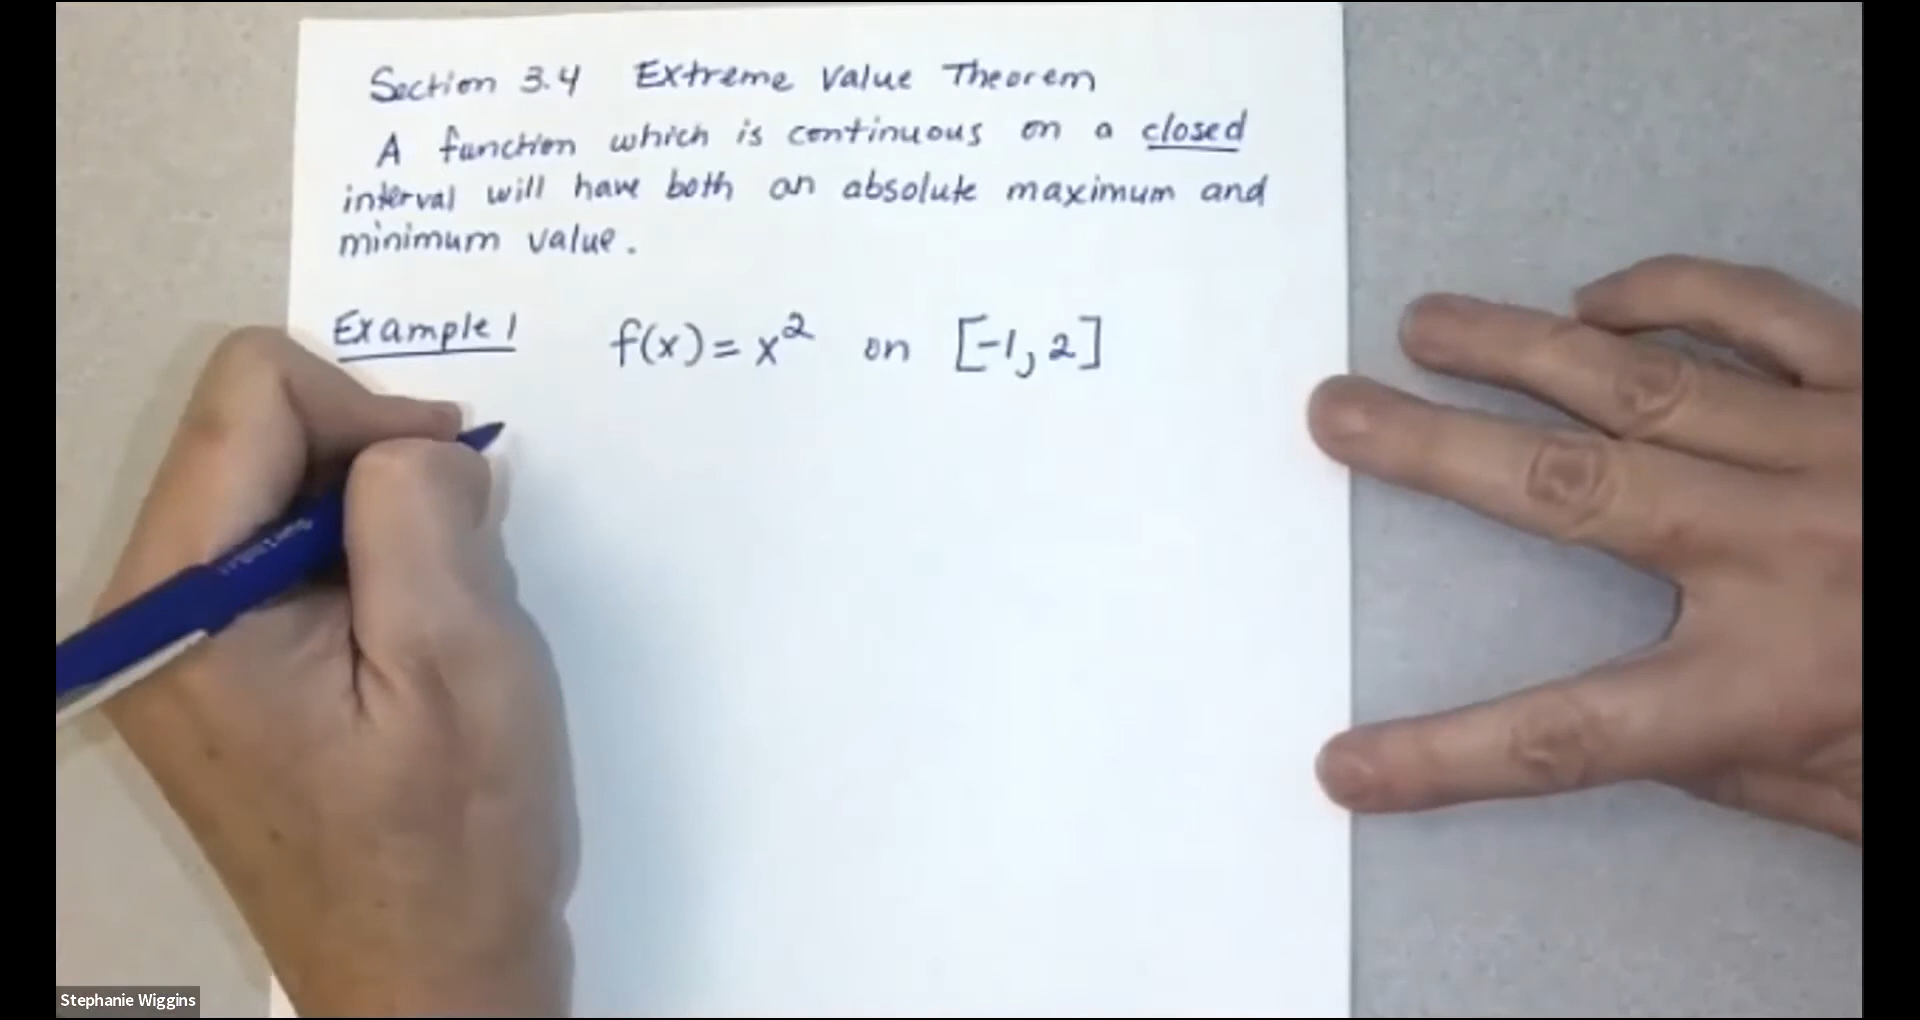 Section 3.4 Extreme Value Theorem
A function which is continuous on a closed
interval will have both an absolute maximum and
minimum value.
Example 1 f(x) = x² on [-1, 2]
Stephanie Wiggins